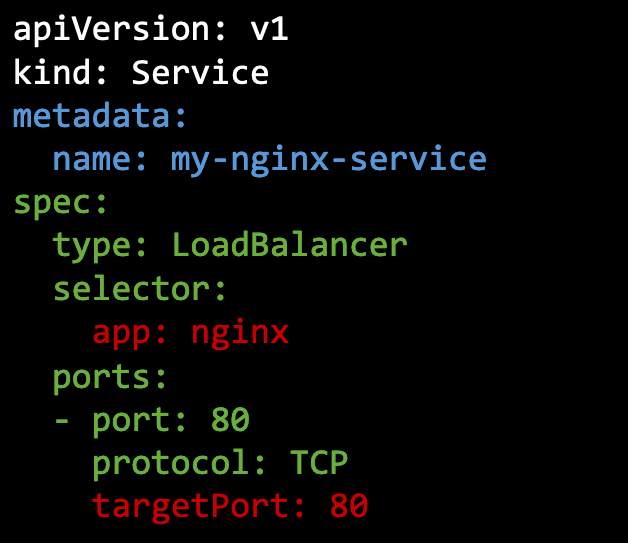 apiVersion: v1
kind: Service
metadata:
  name: my-nginx-service
spec:
  type: LoadBalancer
  selector:
    app: nginx
  ports:
  - port: 80
    protocol: TCP
    targetPort: 80